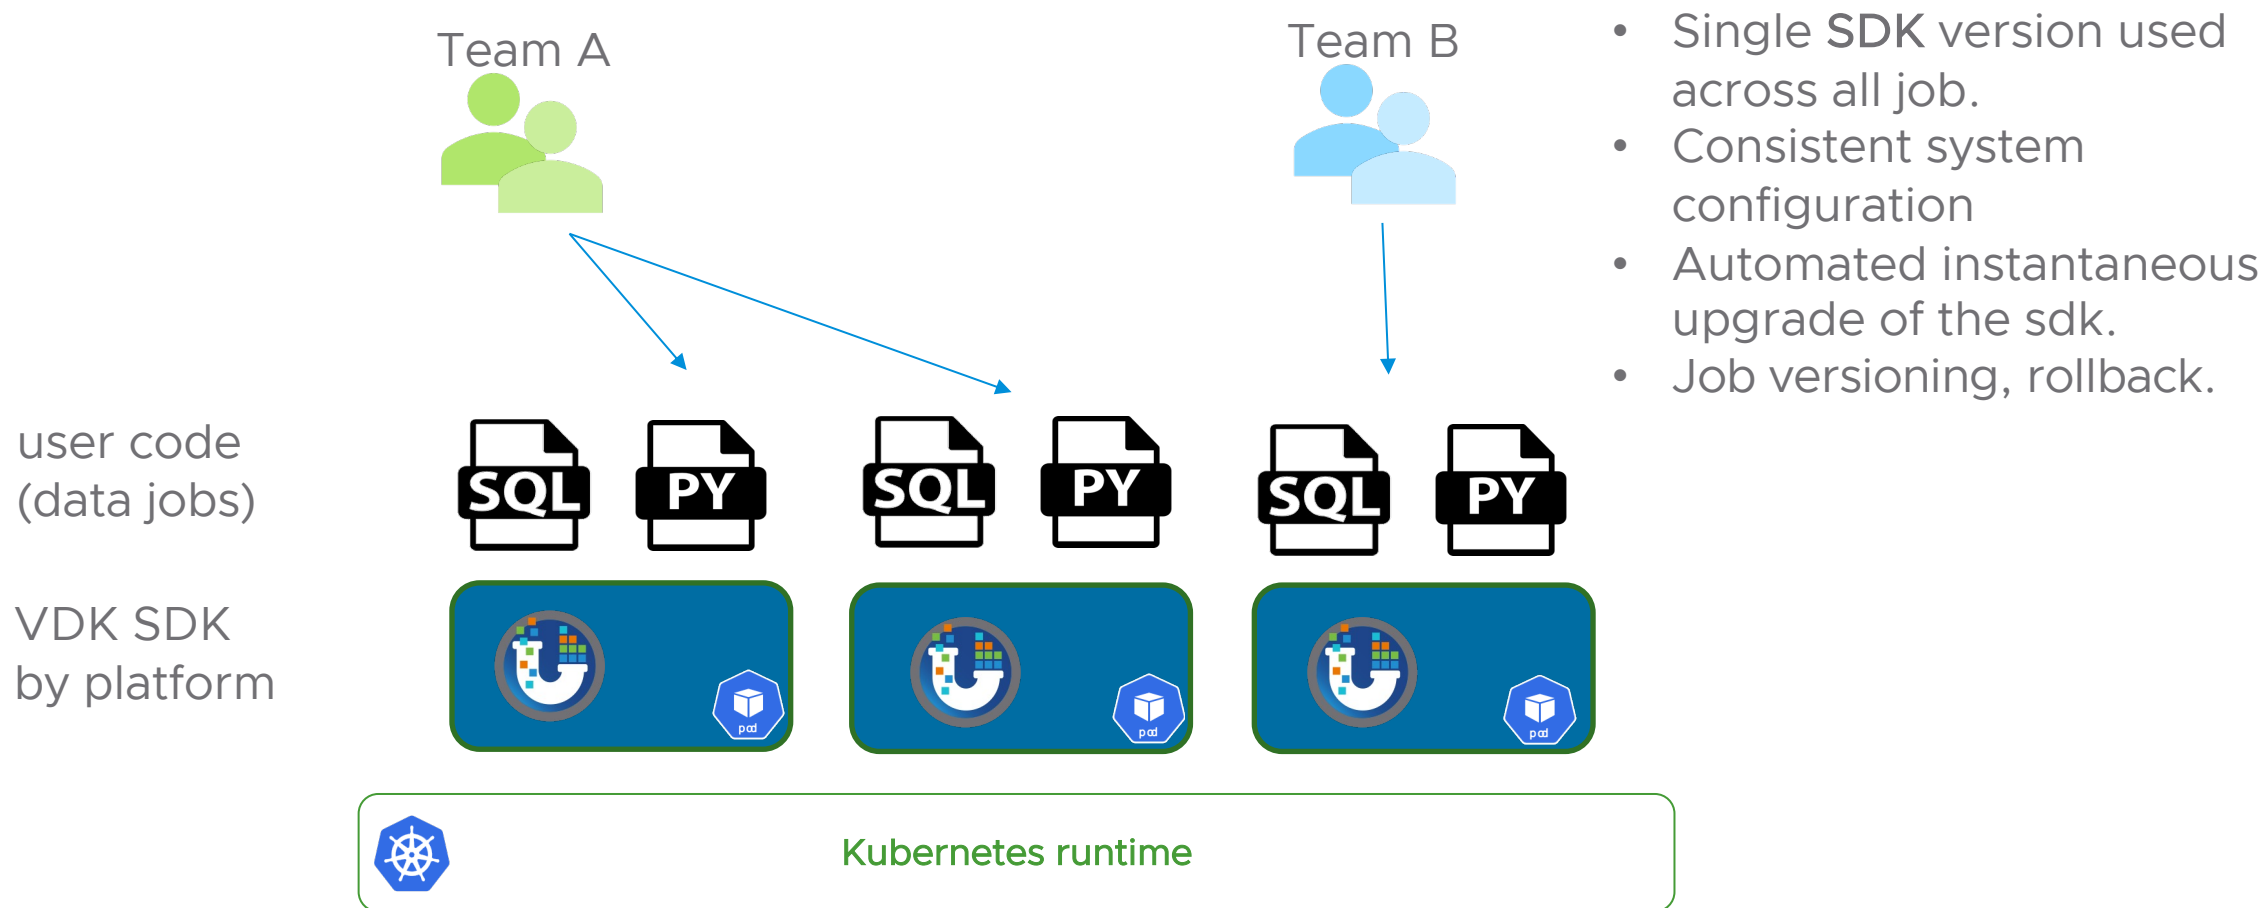 Team A
Team B
• Single SDK version used
across all job.
• Consistent system
configuration
• Automated instantaneous
upgrade of the sdk.
• Job versioning, rollback.
user code
(data jobs)
SQL
PY
SQL
PY
SQL
PY
VDK SDK
by platform
pod
pod
pod
Kubernetes runtime